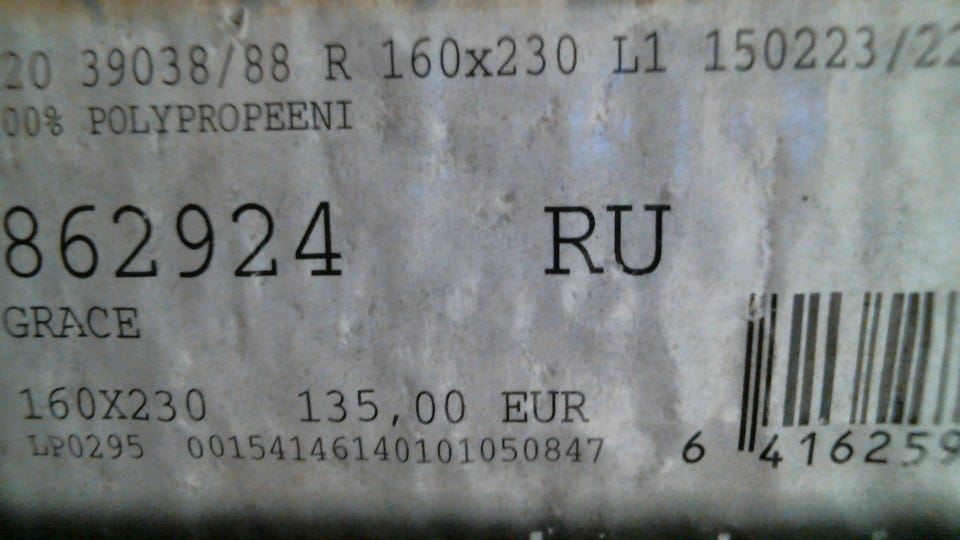 20 39038/88 R 160x230 L1 150223/22
00% POLYPROPEENI
862924 RU
GRACE
160X230 135,00 EUR
LP0295 00154146140101050847
6 416259